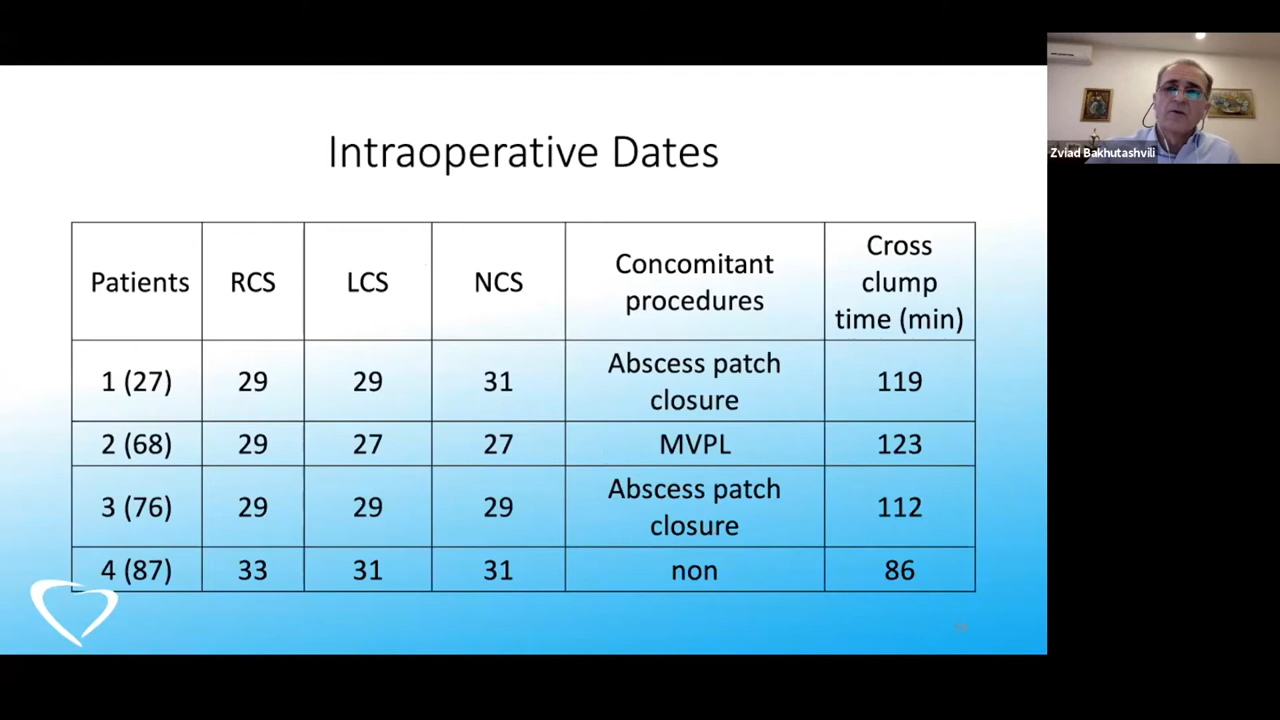 Intraoperative Dates
Patients RCS LCS NCS Concomitant procedures Cross clump time (min)
1 (27) 29 29 31 Abscess patch closure 119
2 (68) 29 27 27 MVPL 123
3 (76) 29 29 29 Abscess patch closure 112
4 (87) 33 31 31 non 86
Zviad Bakhutashvili